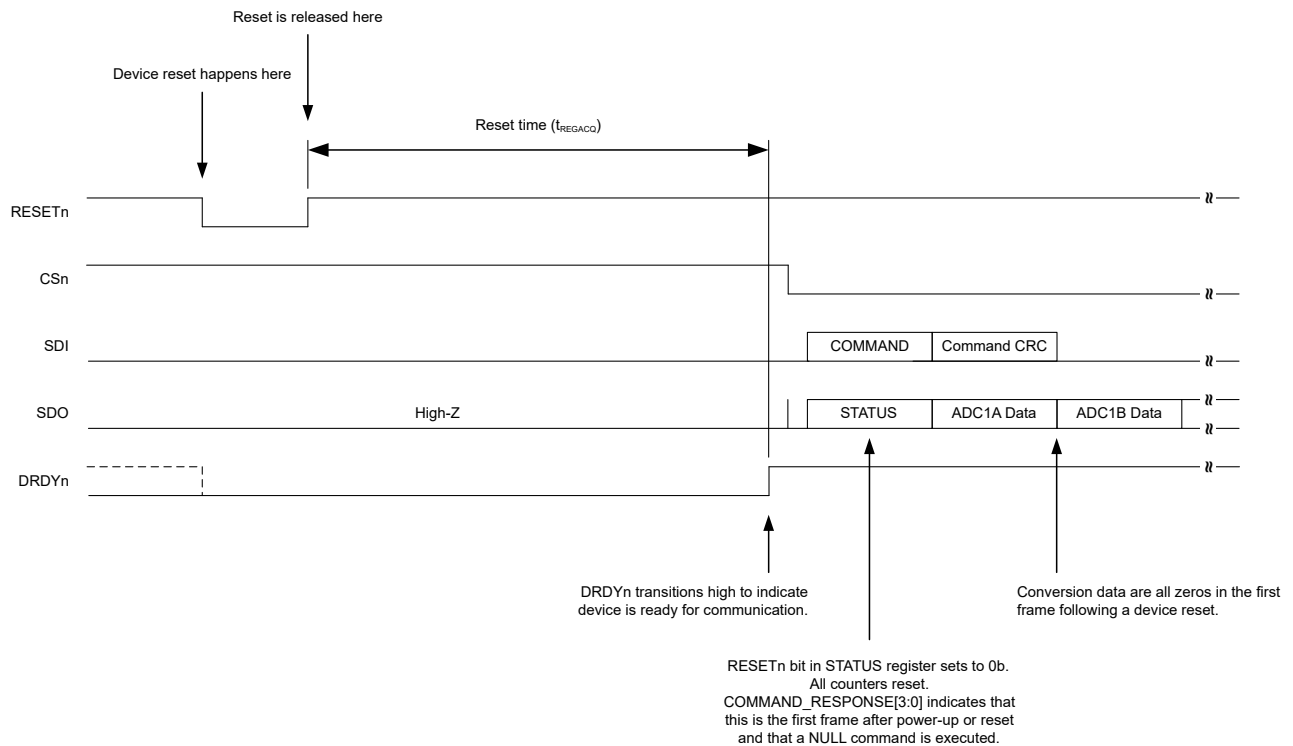 Reset is released here
Device reset happens here
Reset time (tREGACQ)
RESETn
CSn
SDI
COMMAND
Command CRC
SDO
High-Z
STATUS
ADC1A Data
ADC1B Data
DRDYn
DRDYn transitions high to indicate
device is ready for communication.
Conversion data are all zeros in the first
frame following a device reset.
RESETn bit in STATUS register sets to 0b.
All counters reset.
COMMAND_RESPONSE[3:0] indicates that
this is the first frame after power-up or reset
and that a NULL command is executed.